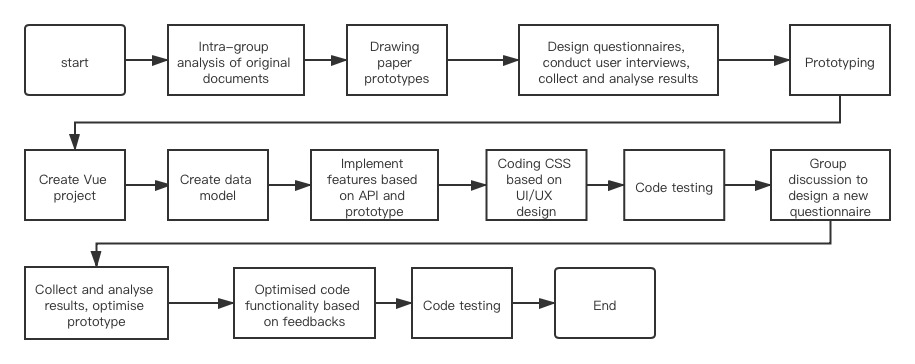 start
Intra-group
analysis of original
documents
Drawing
paper
prototypes
Design questionnaires,
conduct user interviews,
collect and analyse results
Prototyping
Create Vue
project
Create data
model
Implement
features based
on API and
prototype
Coding CSS
based on
UI/UX
design
Code testing
Group
discussion to
design a new
questionnaire
Collect and analyse
results, optimise
prototype
Optimised code
functionality based
on feedbacks
Code testing
End